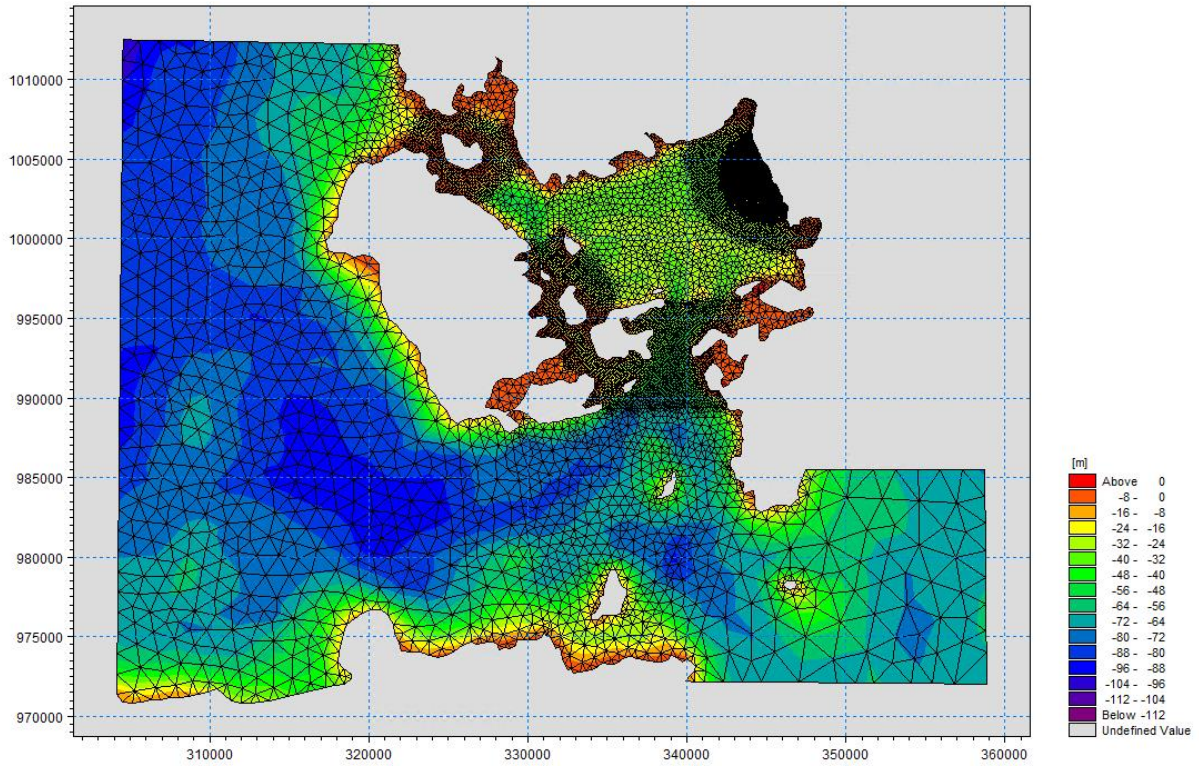 1010000
1005000
1000000
995000
990000
985000
980000
975000
970000
310000 320000 330000 340000 350000 360000
[m]
Above 0
-8 - 0
-16 - -8
-24 - -16
-32 - -24
-40 - -32
-48 - -40
-56 - -48
-64 - -56
-72 - -64
-80 - -72
-88 - -80
-96 - -88
-104 - -96
-112 - -104
Below -112
Undefined Value